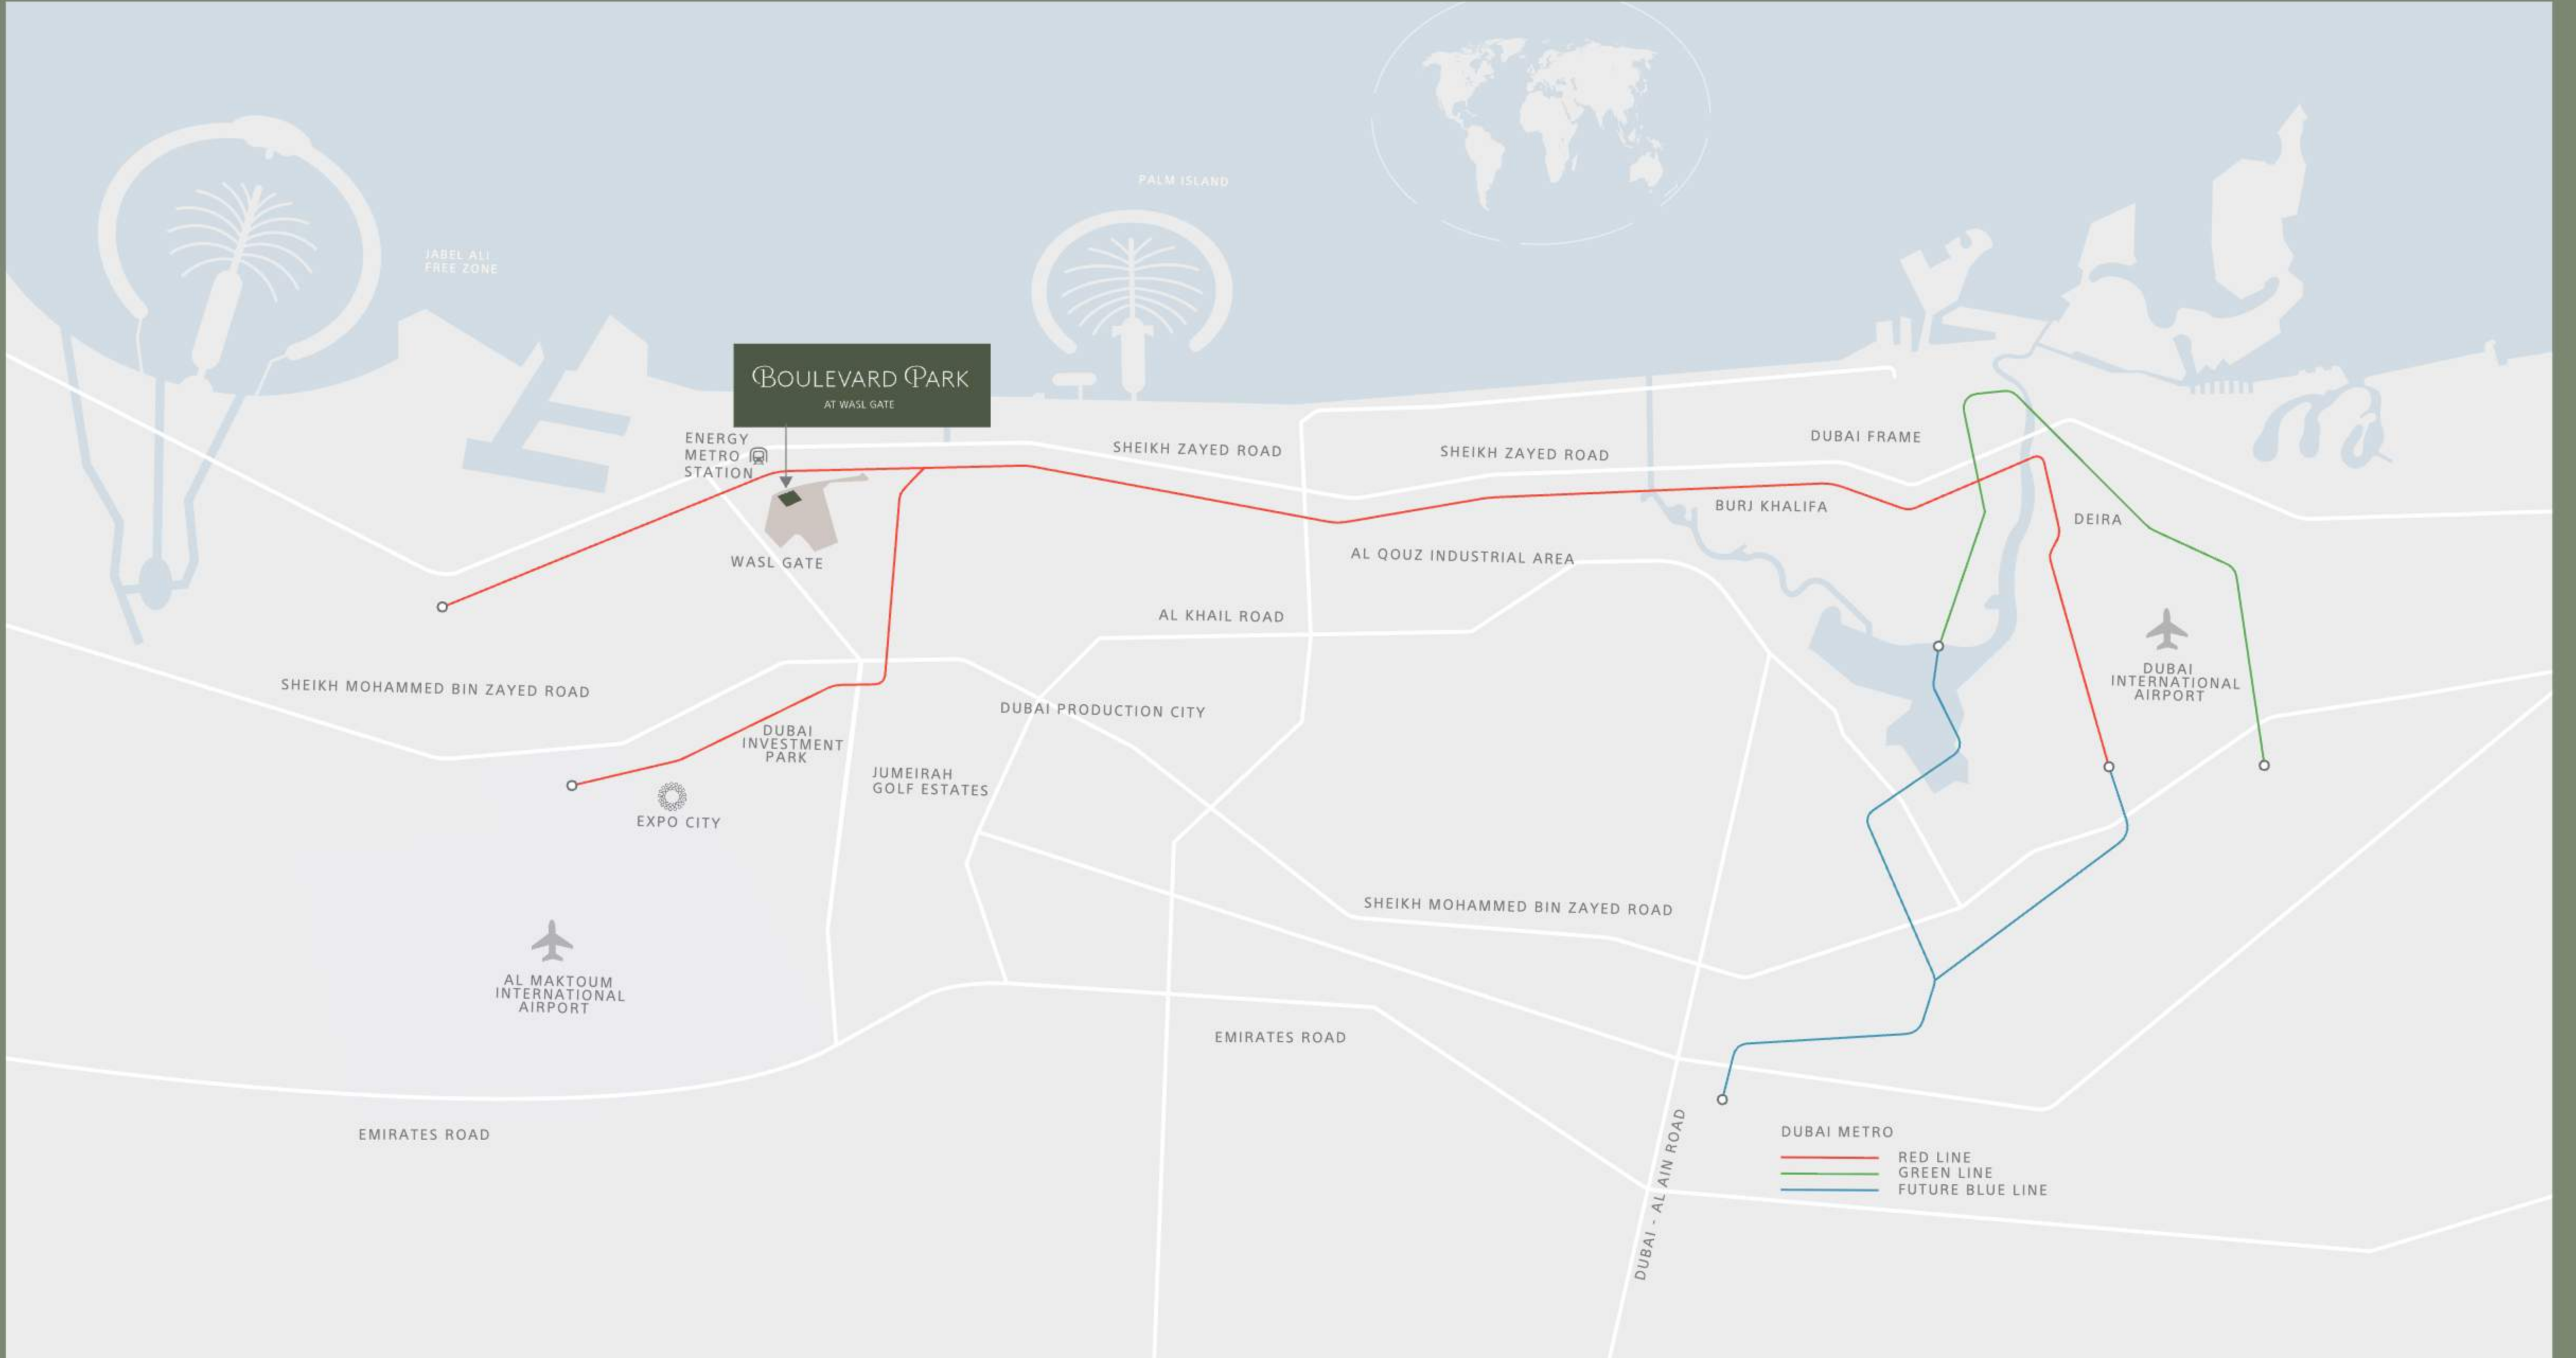 PALM ISLAND
JABEL ALI
FREE ZONE
BOULEVARD PARK
AT WASL GATE
ENERGY
METRO
STATION
SHEIKH ZAYED ROAD
SHEIKH ZAYED ROAD
DUBAI FRAME
BURJ KHALIFA
DEIRA
WASL GATE
AL QOUZ INDUSTRIAL AREA
AL KHAIL ROAD
SHEIKH MOHAMMED BIN ZAYED ROAD
DUBAI
INTERNATIONAL
AIRPORT
DUBAI PRODUCTION CITY
DUBAI
INVESTMENT
PARK
JUMEIRAH
GOLF ESTATES
EXPO CITY
SHEIKH MOHAMMED BIN ZAYED ROAD
AL MAKTOUM
INTERNATIONAL
AIRPORT
EMIRATES ROAD
EMIRATES ROAD
DUBAI - AL AIN ROAD
DUBAI METRO
RED LINE
GREEN LINE
FUTURE BLUE LINE